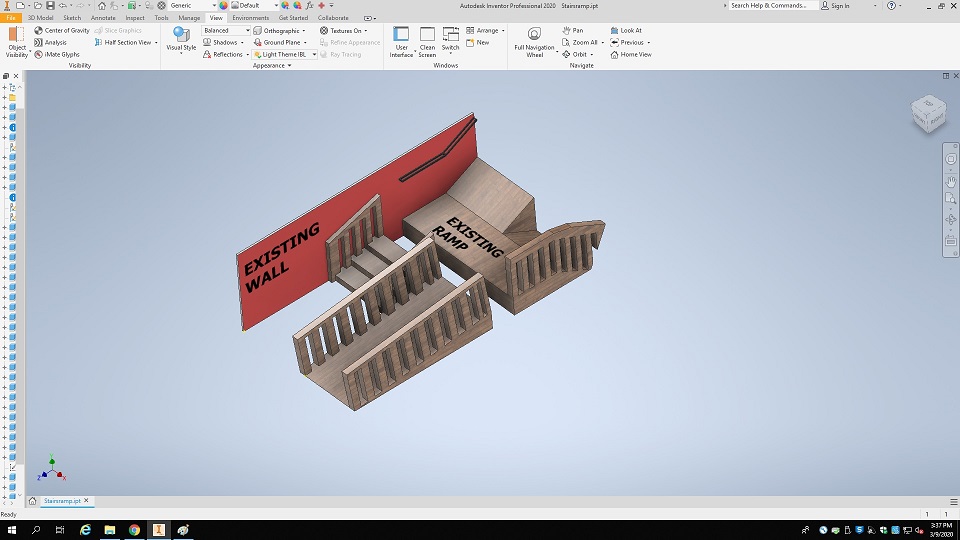 Generic
Default
Autodesk Inventor Professional 2020 Stairsramp.ipt
Search Help & Commands...
Sign In
File 3D Model Sketch Annotate Inspect Tools Manage View Environments Get Started Collaborate
Object
Visibility
Center of Gravity
Analysis
iMate Glyphs
Slice Graphics
Half Section View
Visibility
Visual Style
Balanced
Shadows
Reflections
Orthographic
Ground Plane
Light Theme IBL
Textures On
Refine Appearance
Ray Tracing
Appearance
User
Interface
Clean
Screen
Switch
Arrange
New
Windows
Full Navigation
Wheel
Pan
Zoom All
Orbit
Look At
Previous
Home View
Navigate
EXISTING
WALL
EXISTING
RAMP
Stairsramp.ipt
Ready
1 1
3:37 PM
3/9/2020